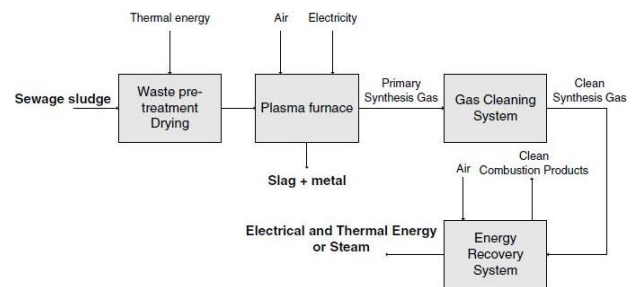 Thermal energy
Air
Electricity
Sewage sludge
Waste pre-
treatment
Drying
Plasma furnace
Primary
Synthesis Gas
Gas Cleaning
System
Clean
Synthesis Gas
Slag + metal
Air
Clean
Combustion Products
Electrical and Thermal Energy
or Steam
Energy
Recovery
System